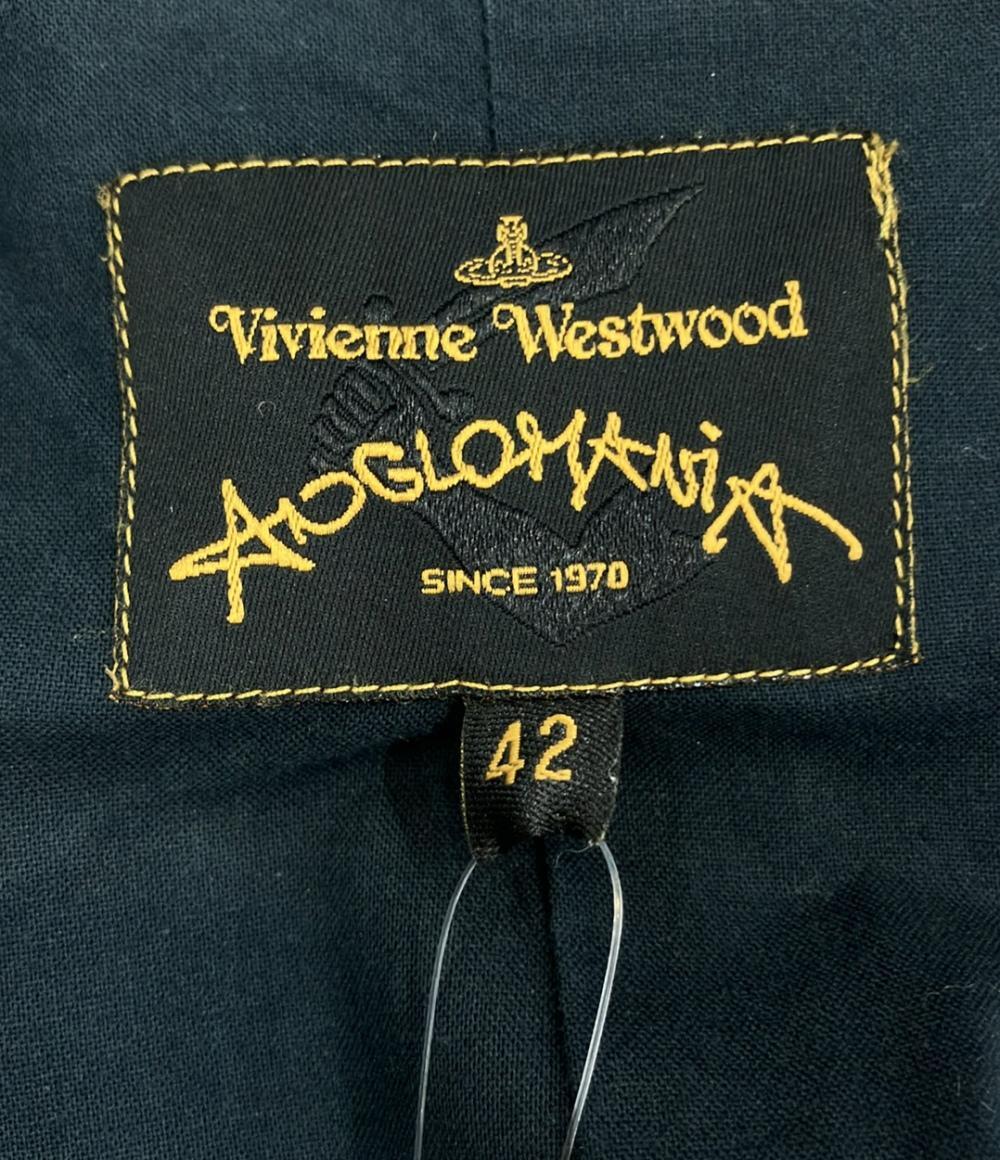 Vivienne Westwood
ANGLOMANIA
SINCE 1970
42